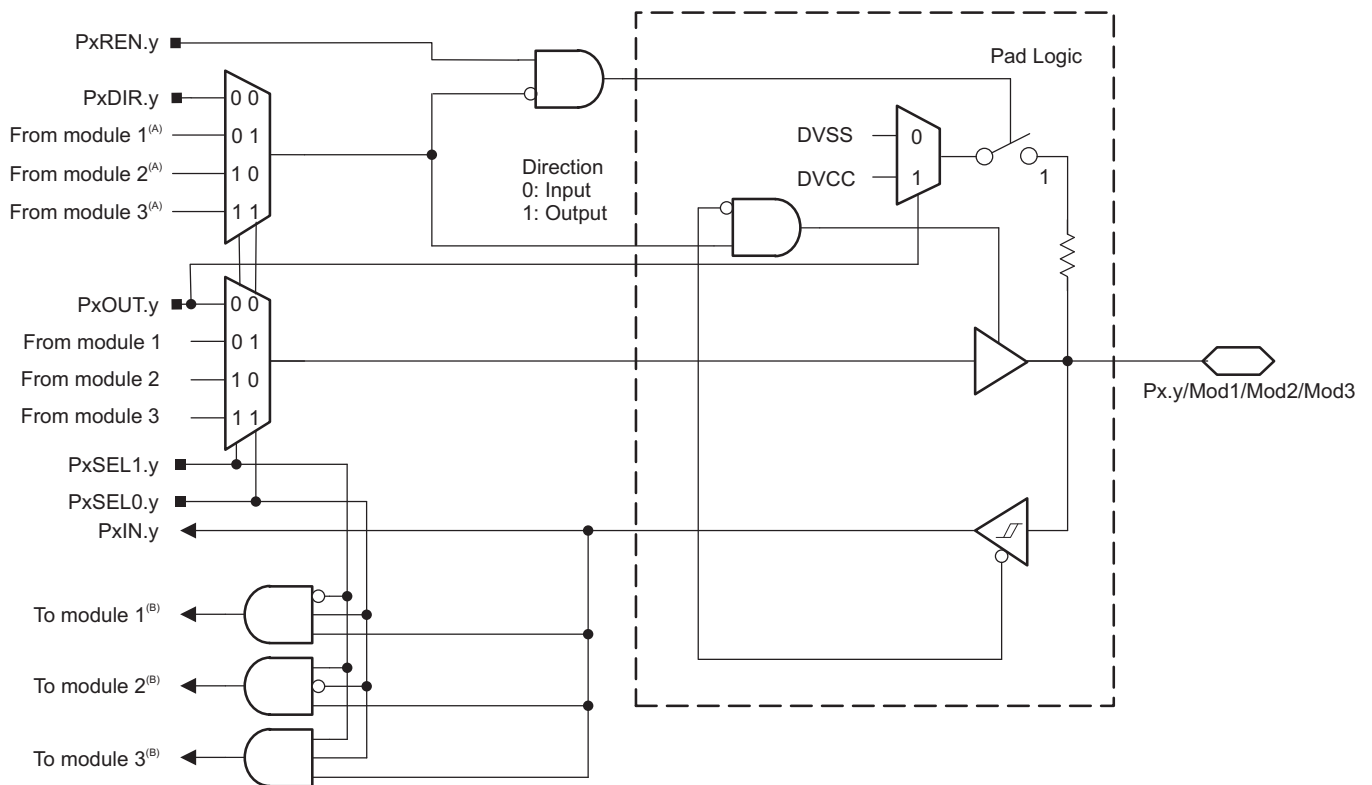 PxREN.y
Pad Logic
PxDIR.y
0 0
From module 1(A)
0 1
From module 2(A)
1 0
From module 3(A)
1 1
Direction
0: Input
1: Output
DVSS
0
DVCC
1
1
PxOUT.y
0 0
From module 1
0 1
From module 2
1 0
From module 3
1 1
Px.y/Mod1/Mod2/Mod3
PxSEL1.y
PxSEL0.y
PxIN.y
To module 1(B)
To module 2(B)
To module 3(B)